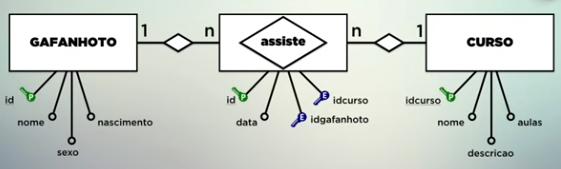 1 n n 1
GAFANHOTO assiste CURSO
id P id P E idcurso idcurso P
nome nascimento data E idgafanhoto nome aulas
sexo descricao